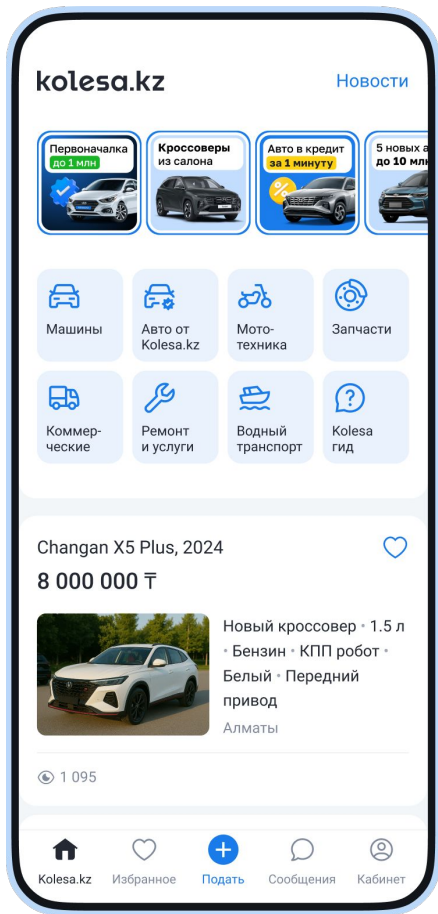 kolesa.kz
Новости
Первоначалка
до 1 млн
Кроссоверы
из салона
Авто в кредит
за 1 минуту
%
5 новых а
до 10 млн
Машины
Авто от
Kolesa.kz
Мото-
техника
Запчасти
Коммер-
ческие
Ремонт
и услуги
Водный
транспорт
Kolesa
гид
Changan X5 Plus, 2024
8 000 000 ₸
Новый кроссовер • 1.5 л
• Бензин • КПП робот •
Белый • Передний
привод
Алматы
1 095
Kolesa.kz
Избранное
Подать
Сообщения
Кабинет